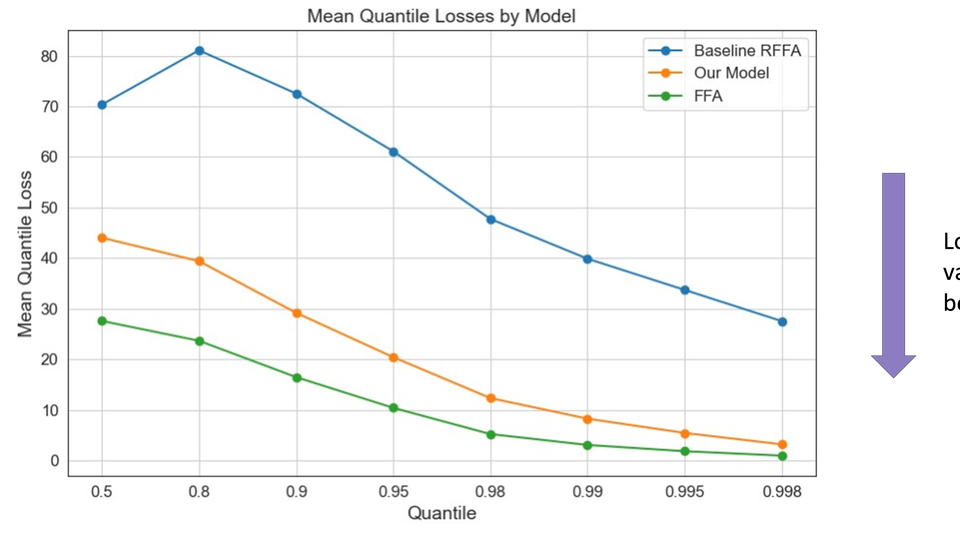 Mean Quantile Losses by Model
Baseline RFFA
Our Model
FFA
Mean Quantile Loss
80
70
60
50
40
30
20
10
0
0.5 0.8 0.9 0.95 0.98 0.99 0.995 0.998
Quantile